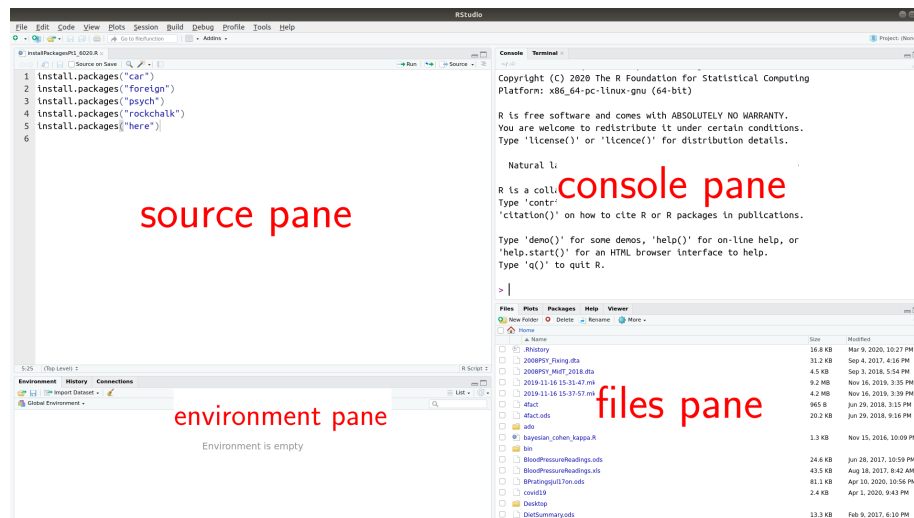 RStudio
File Edit Code View Plots Session Build Debug Profile Tools Help
Go to file/function Addins Project: (None
InstallPackagesPt1_6020.R
Source on Save Run Source
1 install.packages("car")
2 install.packages("foreign")
3 install.packages("psych")
4 install.packages("rockchalk")
5 install.packages("here")
6
source pane
5:25 (Top Level) R Script
Environment History Connections
Import Dataset List
Global Environment
environment pane
Environment is empty
Console Terminal
~/
Copyright (C) 2020 The R Foundation for Statistical Computing
Platform: x86_64-pc-linux-gnu (64-bit)
R is free software and comes with ABSOLUTELY NO WARRANTY.
You are welcome to redistribute it under certain conditions.
Type 'license()' or 'licence()' for distribution details.
Natural la
R is a coll
console pane
Type 'contri
'citation()' on how to cite R or R packages in publications.
Type 'demo()' for some demos, 'help()' for on-line help, or
'help.start()' for an HTML browser interface to help.
Type 'q()' to quit R.
>
Files Plots Packages Help Viewer
New Folder Delete Rename More
Home
Name Size Modified
.Rhistory 16.8 KB Mar 9, 2020, 10:27 PM
2008PSY_Fixing.dta 31.2 KB Sep 4, 2017, 4:16 PM
2008PSY_MidT_2018.dta 4.5 KB Sep 3, 2018, 5:54 PM
2019-11-16 15-31-47.mk 9.2 MB Nov 16, 2019, 3:35 PM
2019-11-16 15-37-57.mk 4.2 MB Nov 16, 2019, 3:39 PM
files pane
4fact 965 B Jun 29, 2018, 3:15 PM
4fact.ods 20.2 KB Jun 29, 2018, 9:16 PM
ado
bayesian_cohen_kappa.R 1.3 KB Nov 15, 2016, 10:09 PM
bin
BloodPressureReadings.ods 24.6 KB Jun 28, 2017, 10:59 PM
BloodPressureReadings.xls 43.5 KB Aug 18, 2017, 8:42 AM
BPratingsJul17on.ods 81.1 KB Apr 10, 2020, 10:56 PM
covid19 2.4 KB Apr 1, 2020, 9:43 PM
Desktop
DietSummary.ods 13.3 KB Feb 9, 2017, 6:10 PM